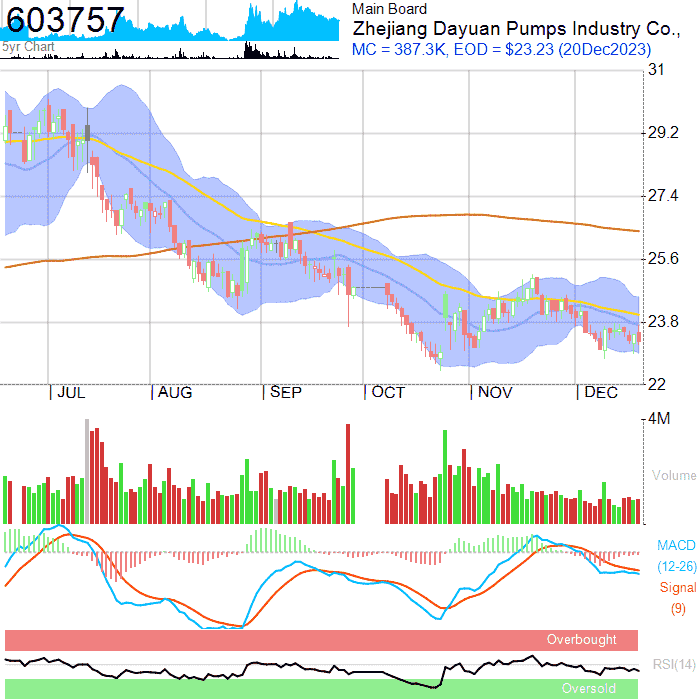 603757
5yr Chart
Main Board
Zhejiang Dayuan Pumps Industry Co.,
MC = 387.3K, EOD = $23.23 (20Dec2023)
31
29.2
27.4
25.6
23.8
22
JUL AUG SEP OCT NOV DEC
4M
Volume
MACD
(12-26)
Signal
(9)
Overbought
RSI(14)
Oversold